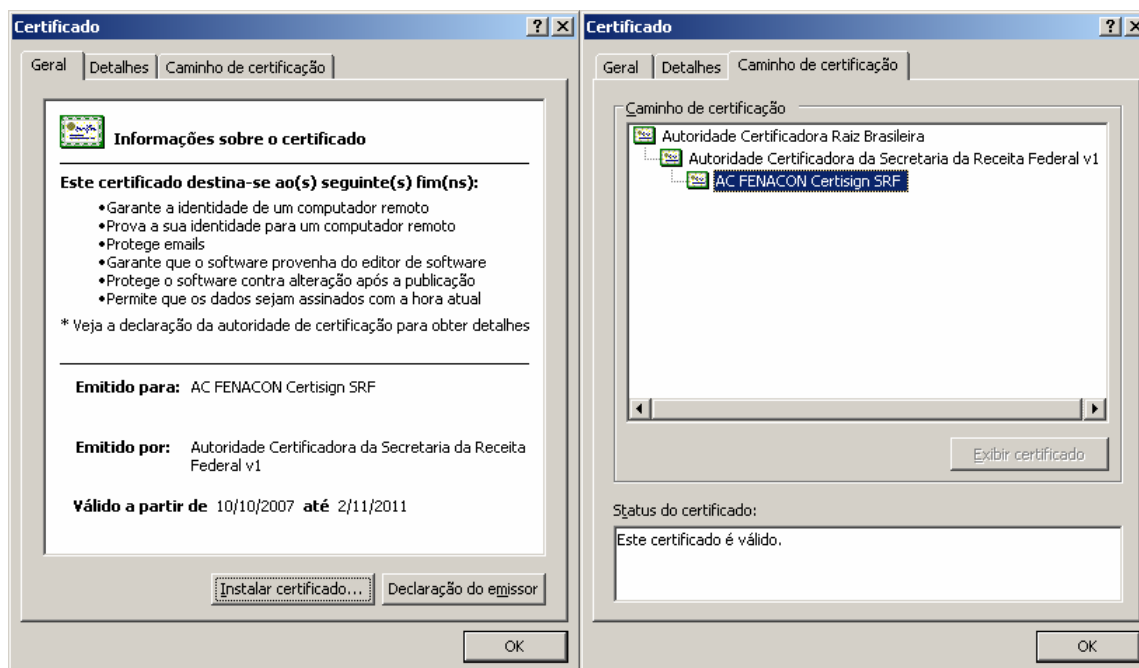 Certificado
Geral Detalhes Caminho de certificação
Informações sobre o certificado
Este certificado destina-se ao(s) seguinte(s) fim(ns):
•Garante a identidade de um computador remoto
•Prova a sua identidade para um computador remoto
•Protege emails
•Garante que o software provenha do editor de software
•Protege o software contra alteração após a publicação
•Permite que os dados sejam assinados com a hora atual
* Veja a declaração da autoridade de certificação para obter detalhes
Emitido para: AC FENACON Certisign SRF
Emitido por: Autoridade Certificadora da Secretaria da Receita
Federal v1
Válido a partir de 10/10/2007 até 2/11/2011
Instalar certificado... Declaração do emissor
OK
Certificado
Geral Detalhes Caminho de certificação
Caminho de certificação
Autoridade Certificadora Raiz Brasileira
Autoridade Certificadora da Secretaria da Receita Federal v1
AC FENACON Certisign SRF
Exibir certificado
Status do certificado:
Este certificado é válido.
OK